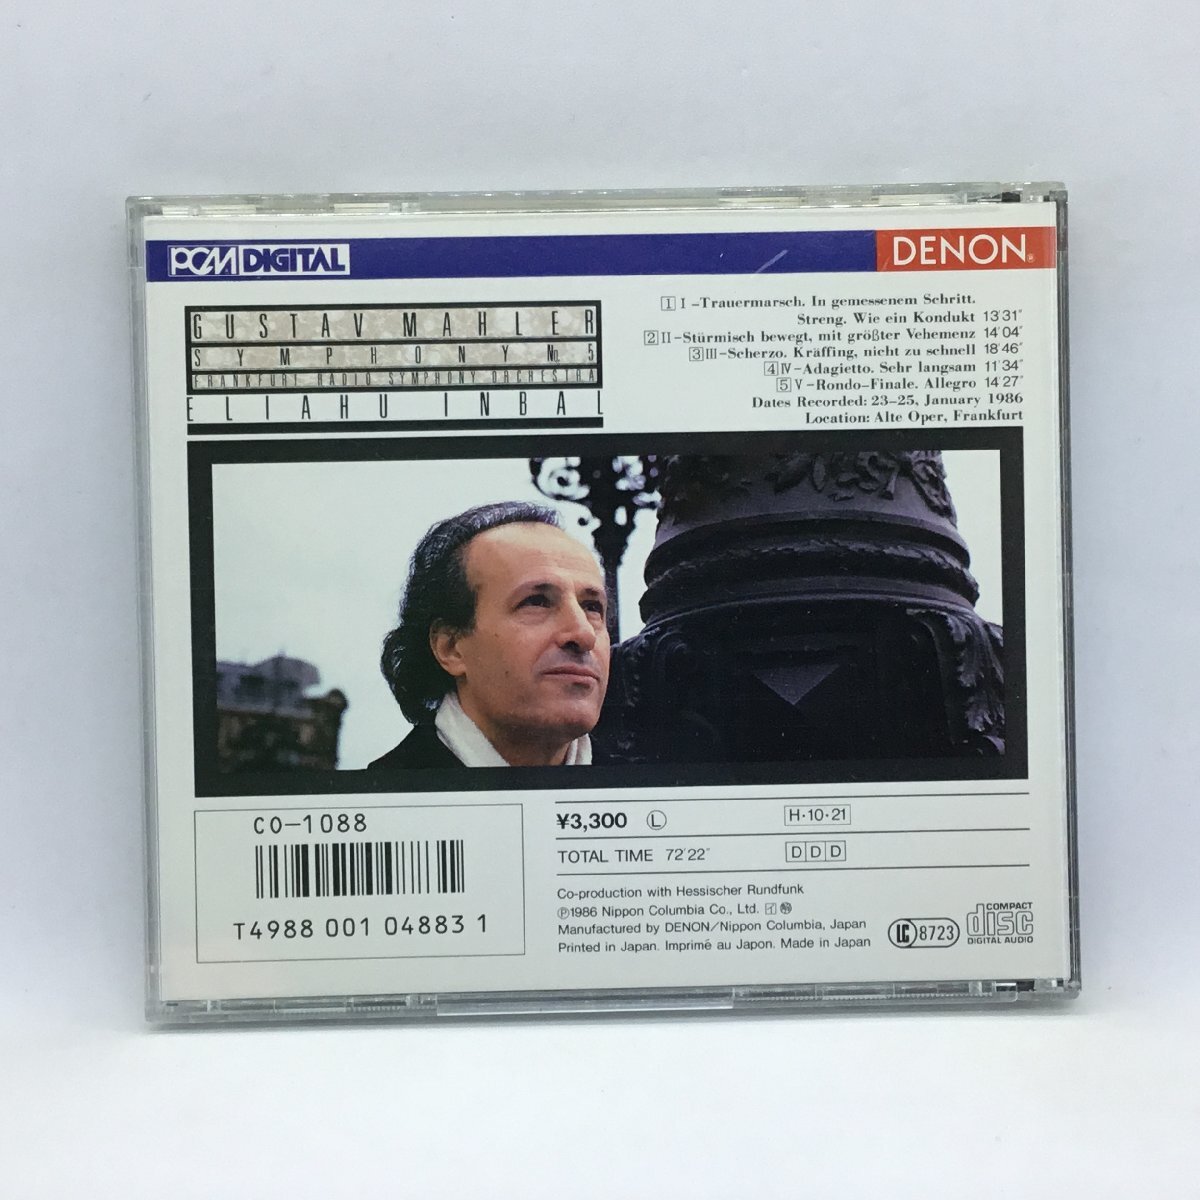 PCM DIGITAL
DENON®
GUSTAV MAHLER
SYMPHONY No. 5
FRANKFURT RADIO SYMPHONY ORCHESTRA
ELIAHU INBAL
1 I –Trauermarsch. In gemessenem Schritt.
Streng. Wie ein Kondukt 13′31″
2 II–Stürmisch bewegt, mit größter Vehemenz 14′04″
3 III–Scherzo. Kräffing, nicht zu schnell 18′46″
4 IV–Adagietto. Sehr langsam 11′34″
5 V–Rondo–Finale. Allegro 14′27″
Dates Recorded: 23–25, January 1986
Location: Alte Oper, Frankfurt
CO–1088
T4988 001 04883 1
¥3,300 Ⓛ H·10·21
TOTAL TIME 72′22″ D D D
Co-production with Hessischer Rundfunk
Ⓟ1986 Nippon Columbia Co., Ltd.
Manufactured by DENON/Nippon Columbia, Japan
Printed in Japan. Imprimé au Japon. Made in Japan
LC 8723
COMPACT
disc
DIGITAL AUDIO